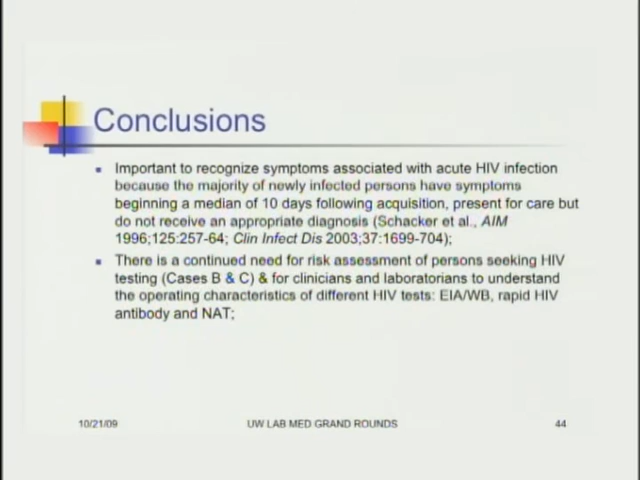 Conclusions
Important to recognize symptoms associated with acute HIV infection
because the majority of newly infected persons have symptoms
beginning a median of 10 days following acquisition, present for care but
do not receive an appropriate diagnosis (Schacker et al., AIM
1996;125:257-64; Clin Infect Dis 2003;37:1699-704);
There is a continued need for risk assessment of persons seeking HIV
testing (Cases B & C) & for clinicians and laboratorians to understand
the operating characteristics of different HIV tests: EIA/WB, rapid HIV
antibody and NAT;
10/21/09 UW LAB MED GRAND ROUNDS 44